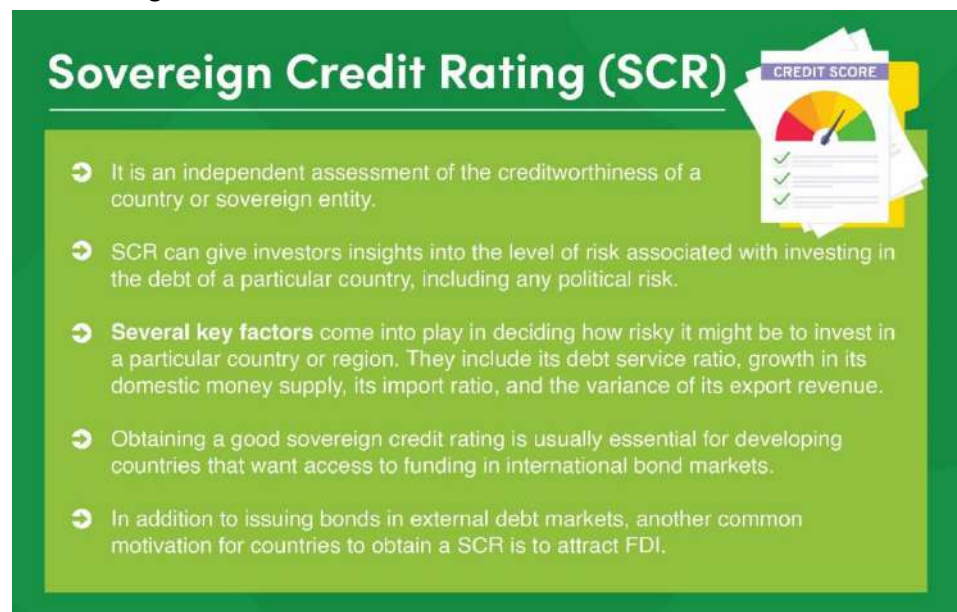 Sovereign Credit Rating (SCR)
CREDIT SCORE
It is an independent assessment of the creditworthiness of a
country or sovereign entity.
SCR can give investors insights into the level of risk associated with investing in
the debt of a particular country, including any political risk.
Several key factors come into play in deciding how risky it might be to invest in
a particular country or region. They include its debt service ratio, growth in its
domestic money supply, its import ratio, and the variance of its export revenue.
Obtaining a good sovereign credit rating is usually essential for developing
countries that want access to funding in international bond markets.
In addition to issuing bonds in external debt markets, another common
motivation for countries to obtain a SCR is to attract FDI.